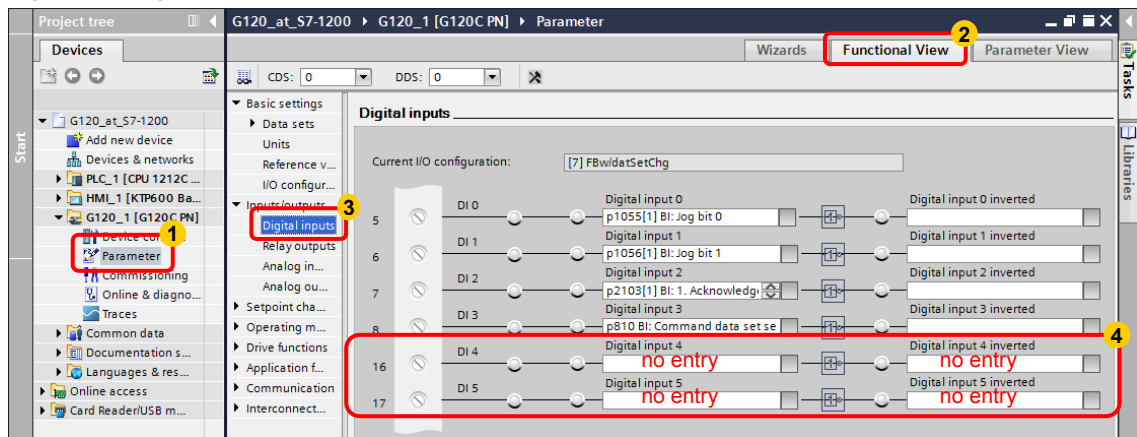 Project tree
G120_at_S7-1200 ▸ G120_1 [G120C PN] ▸ Parameter
Devices
Wizards
2
Functional View
Parameter View
CDS: 0
DDS: 0
Tasks
Libraries
Start
G120_at_S7-1200
Add new device
Devices & networks
PLC_1 [CPU 1212C ...
HMI_1 [KTP600 Ba...
G120_1 [G120C PN]
1
Parameter
Commissioning
Online & diagno...
Traces
Common data
Documentation s...
Languages & res...
Online access
Card Reader/USB m...
Basic settings
Data sets
Units
Reference v...
I/O configur...
Inputs/outputs
3
Digital inputs
Relay outputs
Analog in...
Analog ou...
Setpoint cha...
Operating m...
Drive functions
Application f...
Communication
Interconnect...
Digital inputs
Current I/O configuration: [7] FBw/datSetChg
Digital input 0
Digital input 0 inverted
5 DI 0 p1055[1] BI: Jog bit 0
Digital input 1
Digital input 1 inverted
6 DI 1 p1056[1] BI: Jog bit 1
Digital input 2
Digital input 2 inverted
7 DI 2 p2103[1] BI: 1. Acknowledg
Digital input 3
Digital input 3 inverted
8 DI 3 p810 BI: Command data set se
4
Digital input 4
Digital input 4 inverted
16 DI 4 no entry no entry
Digital input 5
Digital input 5 inverted
17 DI 5 no entry no entry